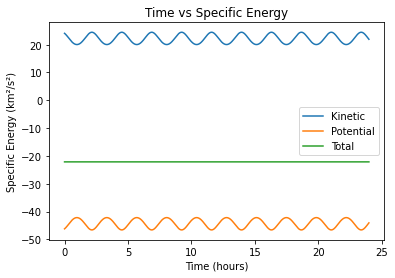 Time vs Specific Energy
Specific Energy (km²/s²)
20
10
0
−10
−20
−30
−40
−50
Kinetic
Potential
Total
0
5
10
15
20
25
Time (hours)